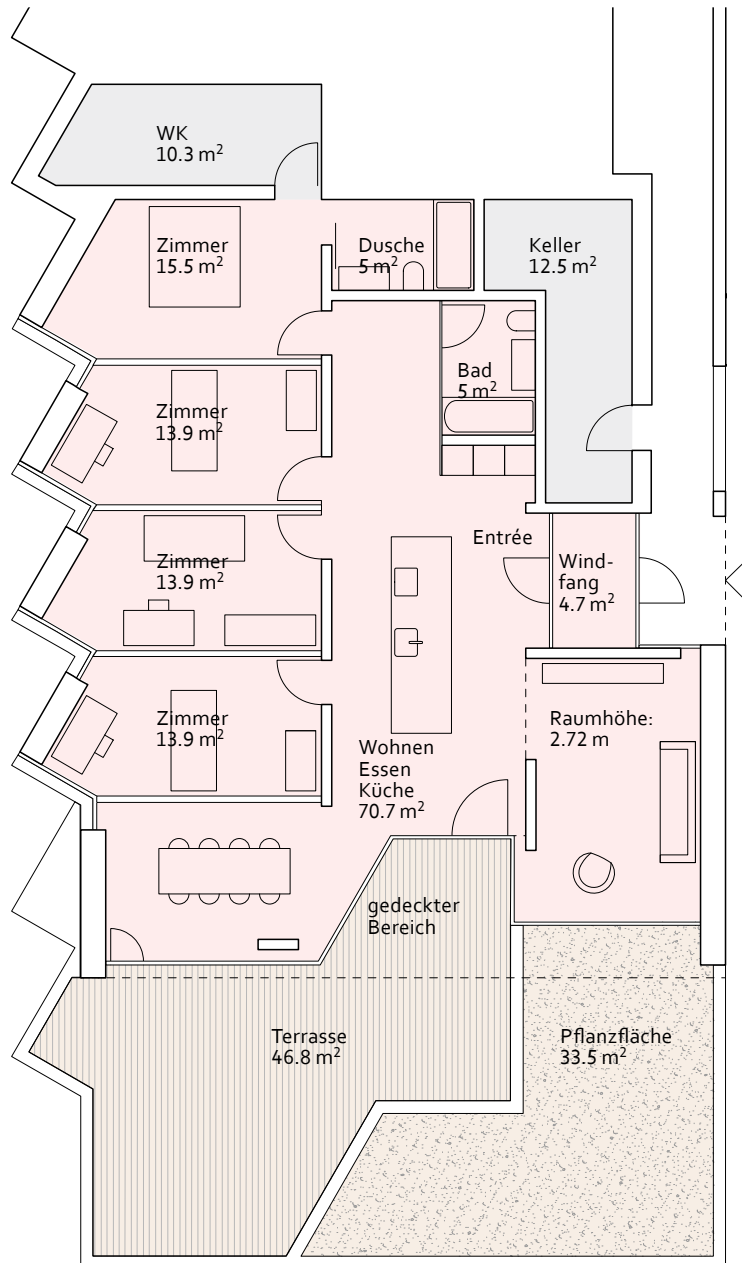 WK
10.3 m²
Zimmer
15.5 m²
Dusche
5 m²
Keller
12.5 m²
Bad
5 m²
Zimmer
13.9 m²
Entrée
Zimmer
13.9 m²
Wind-
fang
4.7 m²
Zimmer
13.9 m²
Raumhöhe:
2.72 m
Wohnen
Essen
Küche
70.7 m²
gedeckter
Bereich
Terrasse
46.8 m²
Pflanzfläche
33.5 m²